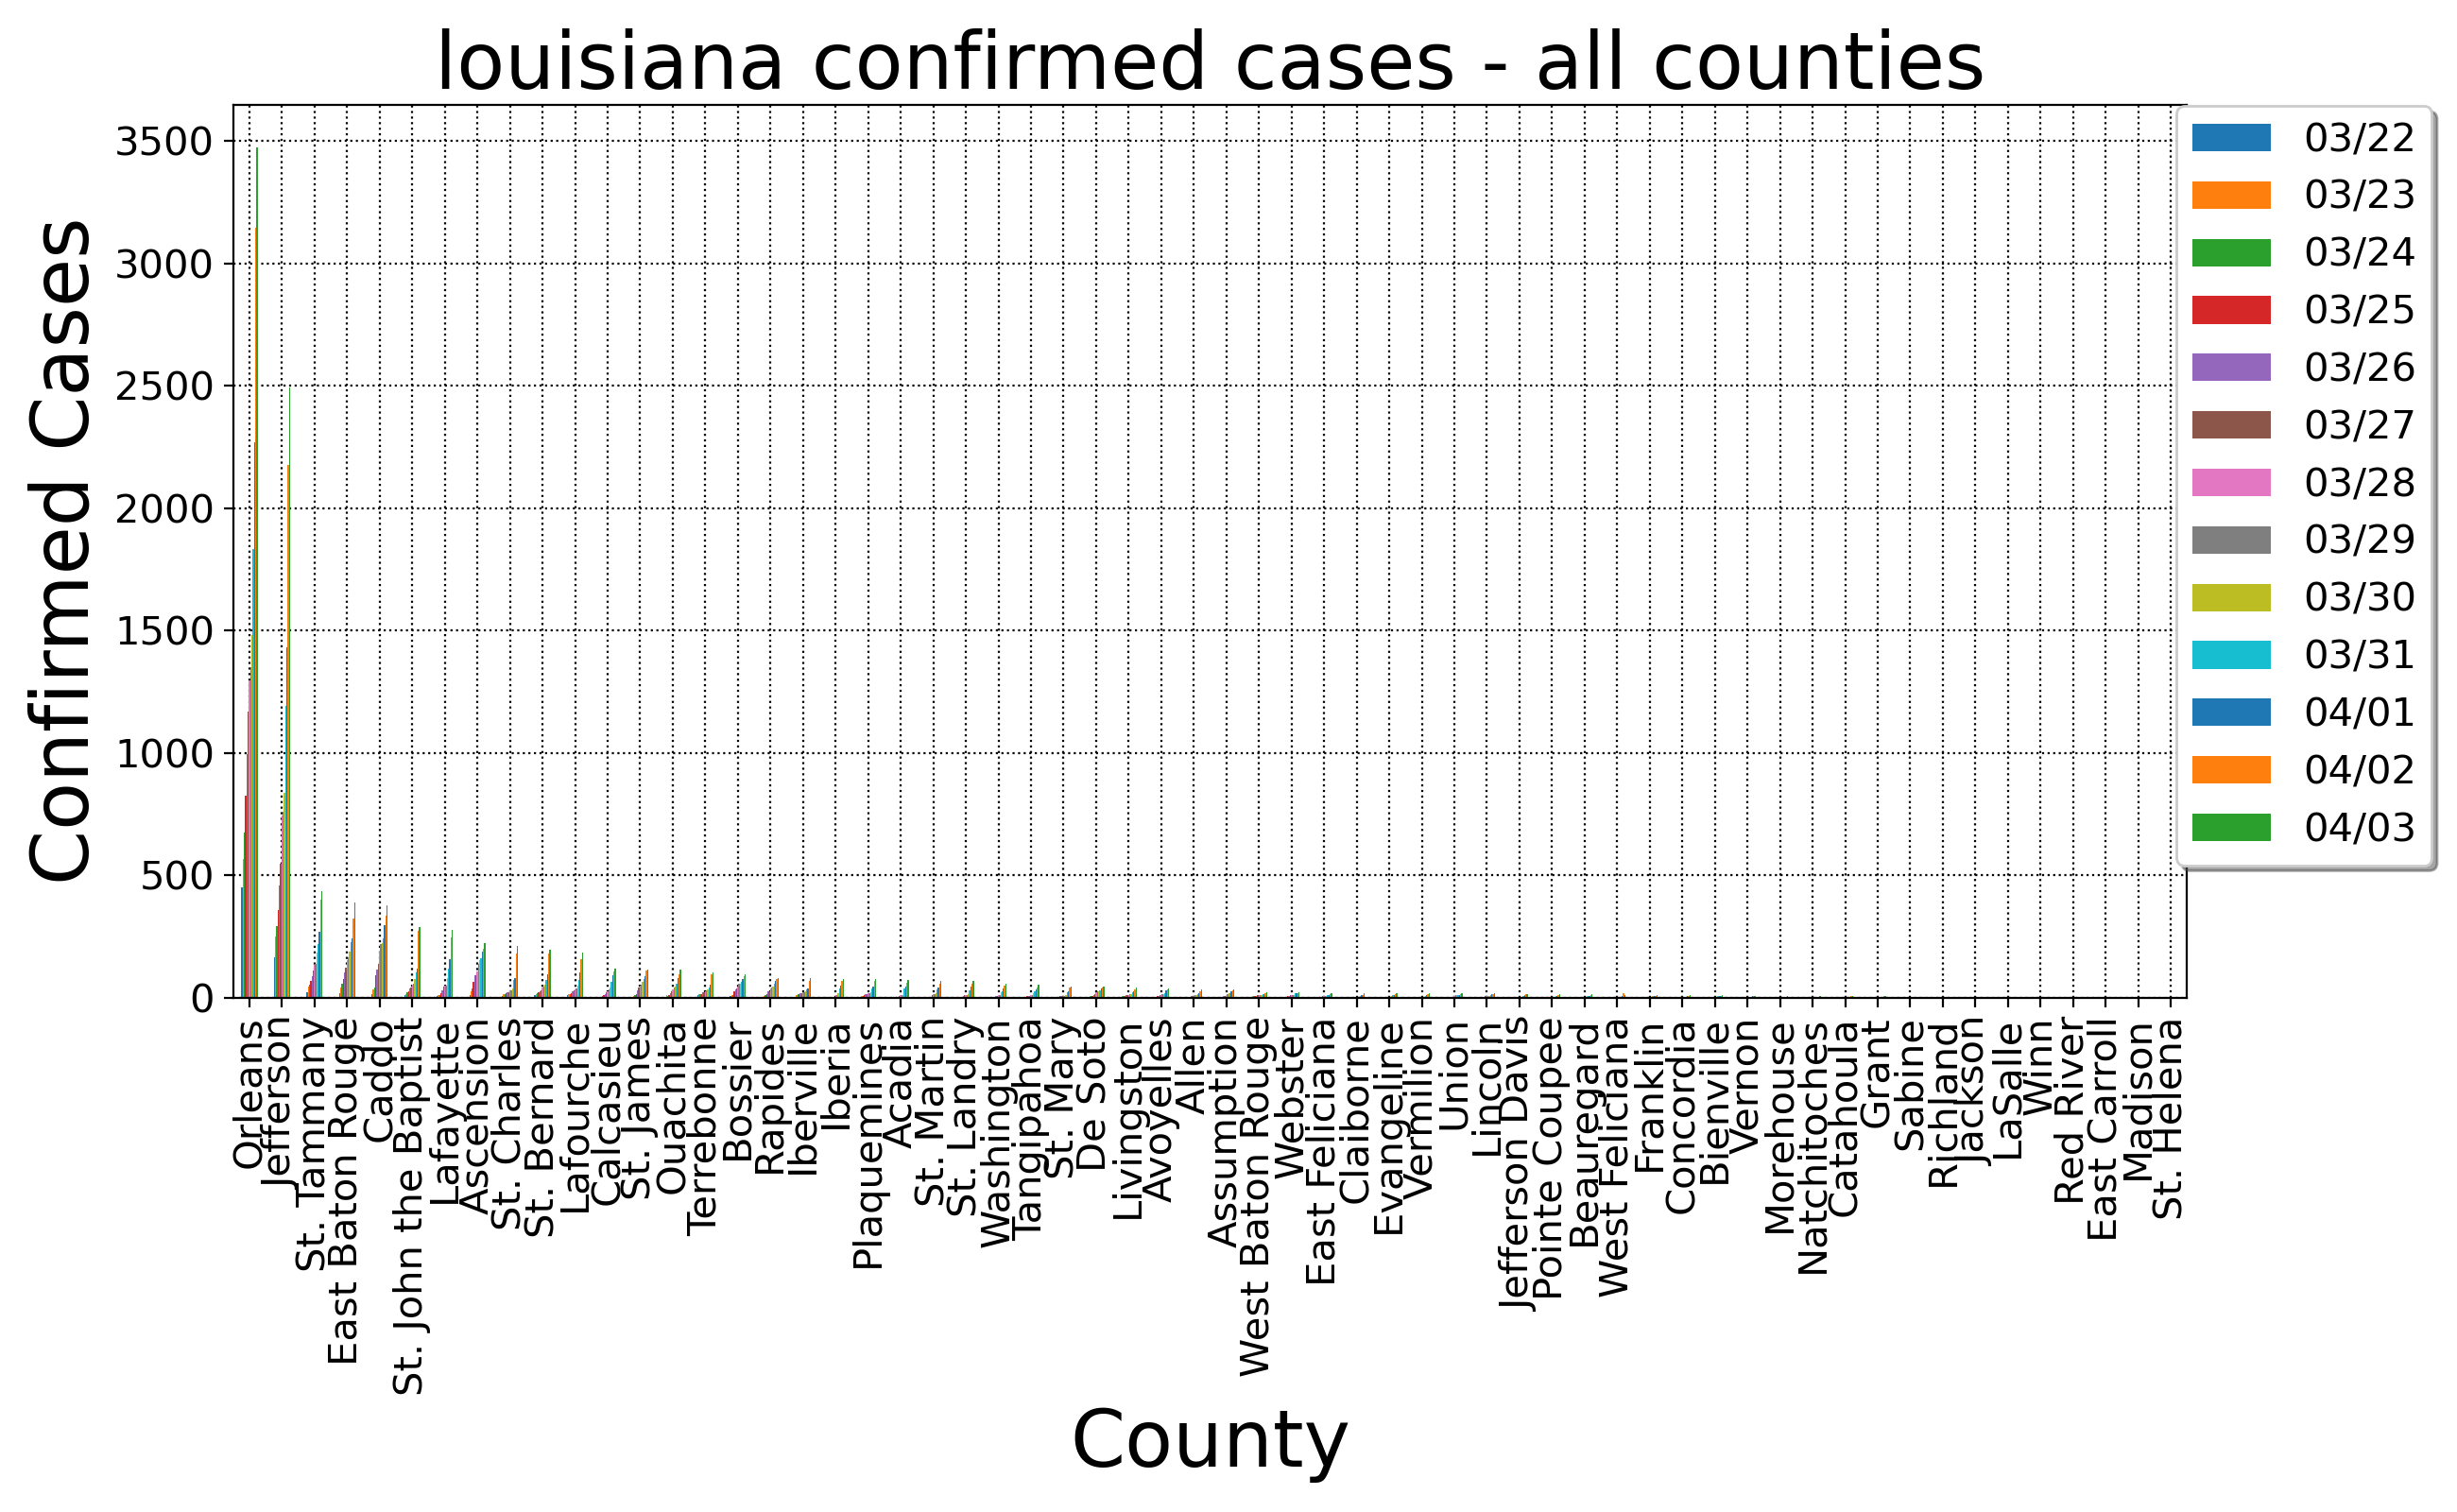 louisiana confirmed cases - all counties
Confirmed Cases
3500
3000
2500
2000
1500
1000
500
0
03/22
03/23
03/24
03/25
03/26
03/27
03/28
03/29
03/30
03/31
04/01
04/02
04/03
Orleans
Jefferson
St. Tammany
East Baton Rouge
Caddo
St. John the Baptist
Lafayette
Ascension
St. Charles
St. Bernard
Lafourche
Calcasieu
St. James
Ouachita
Terrebonne
Bossier
Rapides
Iberville
Iberia
Plaquemines
Acadia
St. Martin
St. Landry
Washington
Tangipahoa
St. Mary
De Soto
Livingston
Avoyelles
Allen
Assumption
West Baton Rouge
Webster
East Feliciana
Claiborne
Evangeline
Vermilion
Union
Lincoln
Jefferson Davis
Pointe Coupee
Beauregard
West Feliciana
Franklin
Concordia
Bienville
Vernon
Morehouse
Natchitoches
Catahoula
Grant
Sabine
Richland
Jackson
LaSalle
Winn
Red River
East Carroll
Madison
St. Helena
County